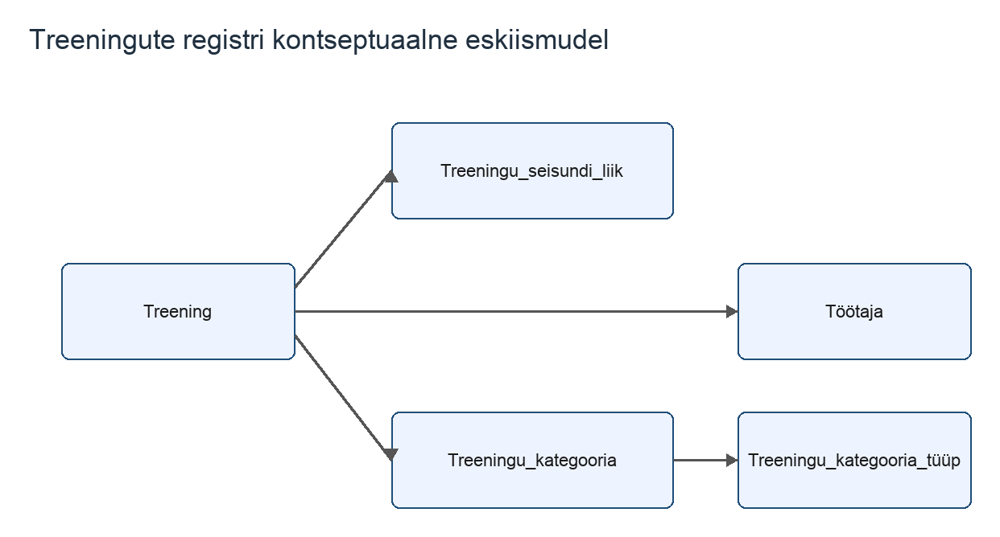 Treeningute registri kontseptuaalne eskiismudel
Treeningu_seisundi_liik
Treening
Töötaja
Treeningu_kategooria
Treeningu_kategooria_tüüp